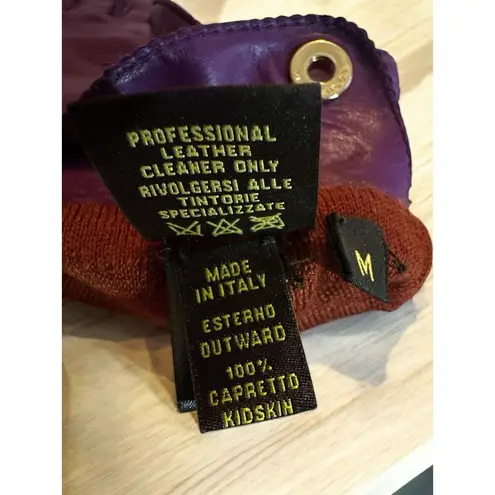 PROFESSIONAL
LEATHER
CLEANER ONLY
RIVOLGERSI ALLE
TINTORIE
SPECIALIZZATE
M
MADE
IN ITALY
ESTERNO
OUTWARD
100%
CAPRETTO
KIDSKIN